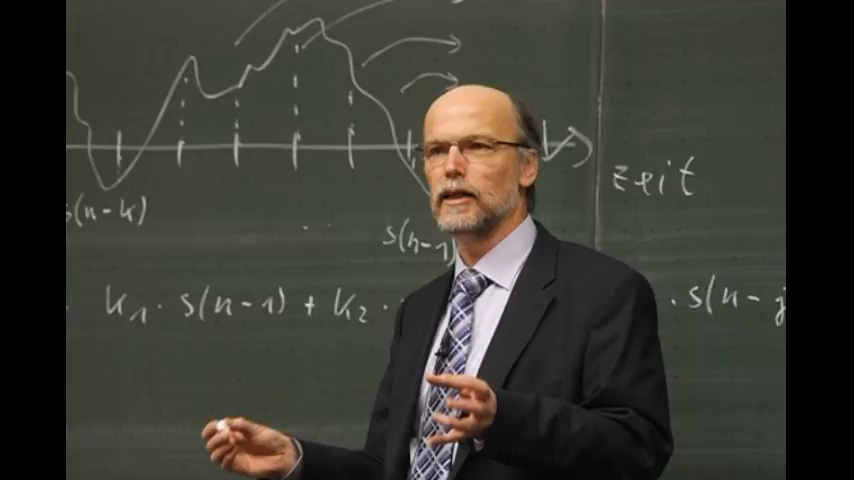 zeit
s(n-k)
s(n-1)
k₁ · s(n-1) + k₂ · · s(n-j